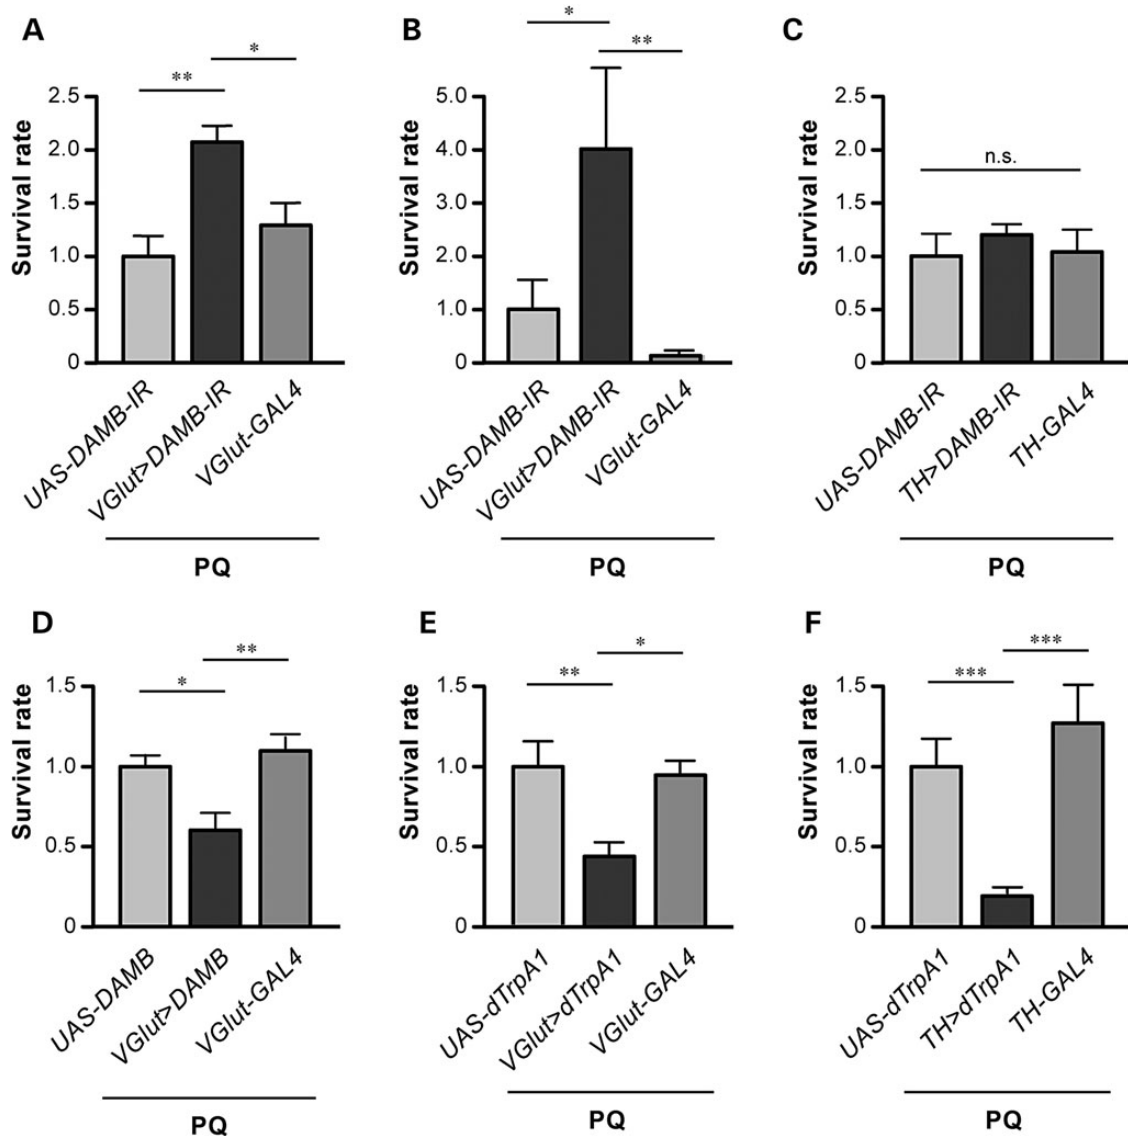 A
*
**
2.5
2.0
1.5
1.0
0.5
0
Survival rate
UAS-DAMB-IR
VGlut>DAMB-IR
VGlut-GAL4
PQ
B
*
**
5.0
4.0
3.0
2.0
1.0
0
Survival rate
UAS-DAMB-IR
VGlut>DAMB-IR
VGlut-GAL4
PQ
C
n.s.
2.5
2.0
1.5
1.0
0.5
0
Survival rate
UAS-DAMB-IR
TH>DAMB-IR
TH-GAL4
PQ
D
**
*
1.5
1.0
0.5
0
Survival rate
UAS-DAMB
VGlut>DAMB
VGlut-GAL4
PQ
E
*
**
1.5
1.0
0.5
0
Survival rate
UAS-dTrpA1
VGlut>dTrpA1
VGlut-GAL4
PQ
F
***
***
1.5
1.0
0.5
0
Survival rate
UAS-dTrpA1
TH>dTrpA1
TH-GAL4
PQ